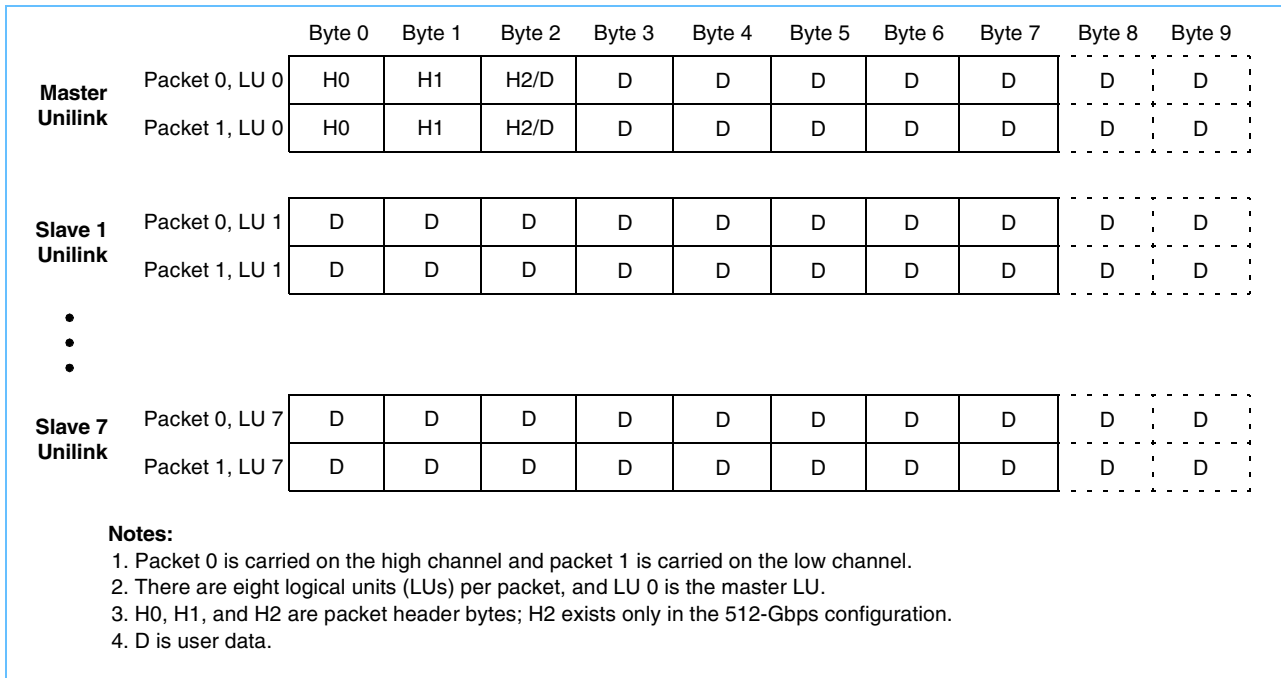 Byte 0 Byte 1 Byte 2 Byte 3 Byte 4 Byte 5 Byte 6 Byte 7 Byte 8 Byte 9
Master Unilink
Packet 0, LU 0 H0 H1 H2/D D D D D D D D
Packet 1, LU 0 H0 H1 H2/D D D D D D D D
Slave 1 Unilink
Packet 0, LU 1 D D D D D D D D D D
Packet 1, LU 1 D D D D D D D D D D
Slave 7 Unilink
Packet 0, LU 7 D D D D D D D D D D
Packet 1, LU 7 D D D D D D D D D D
Notes:
1. Packet 0 is carried on the high channel and packet 1 is carried on the low channel.
2. There are eight logical units (LUs) per packet, and LU 0 is the master LU.
3. H0, H1, and H2 are packet header bytes; H2 exists only in the 512-Gbps configuration.
4. D is user data.